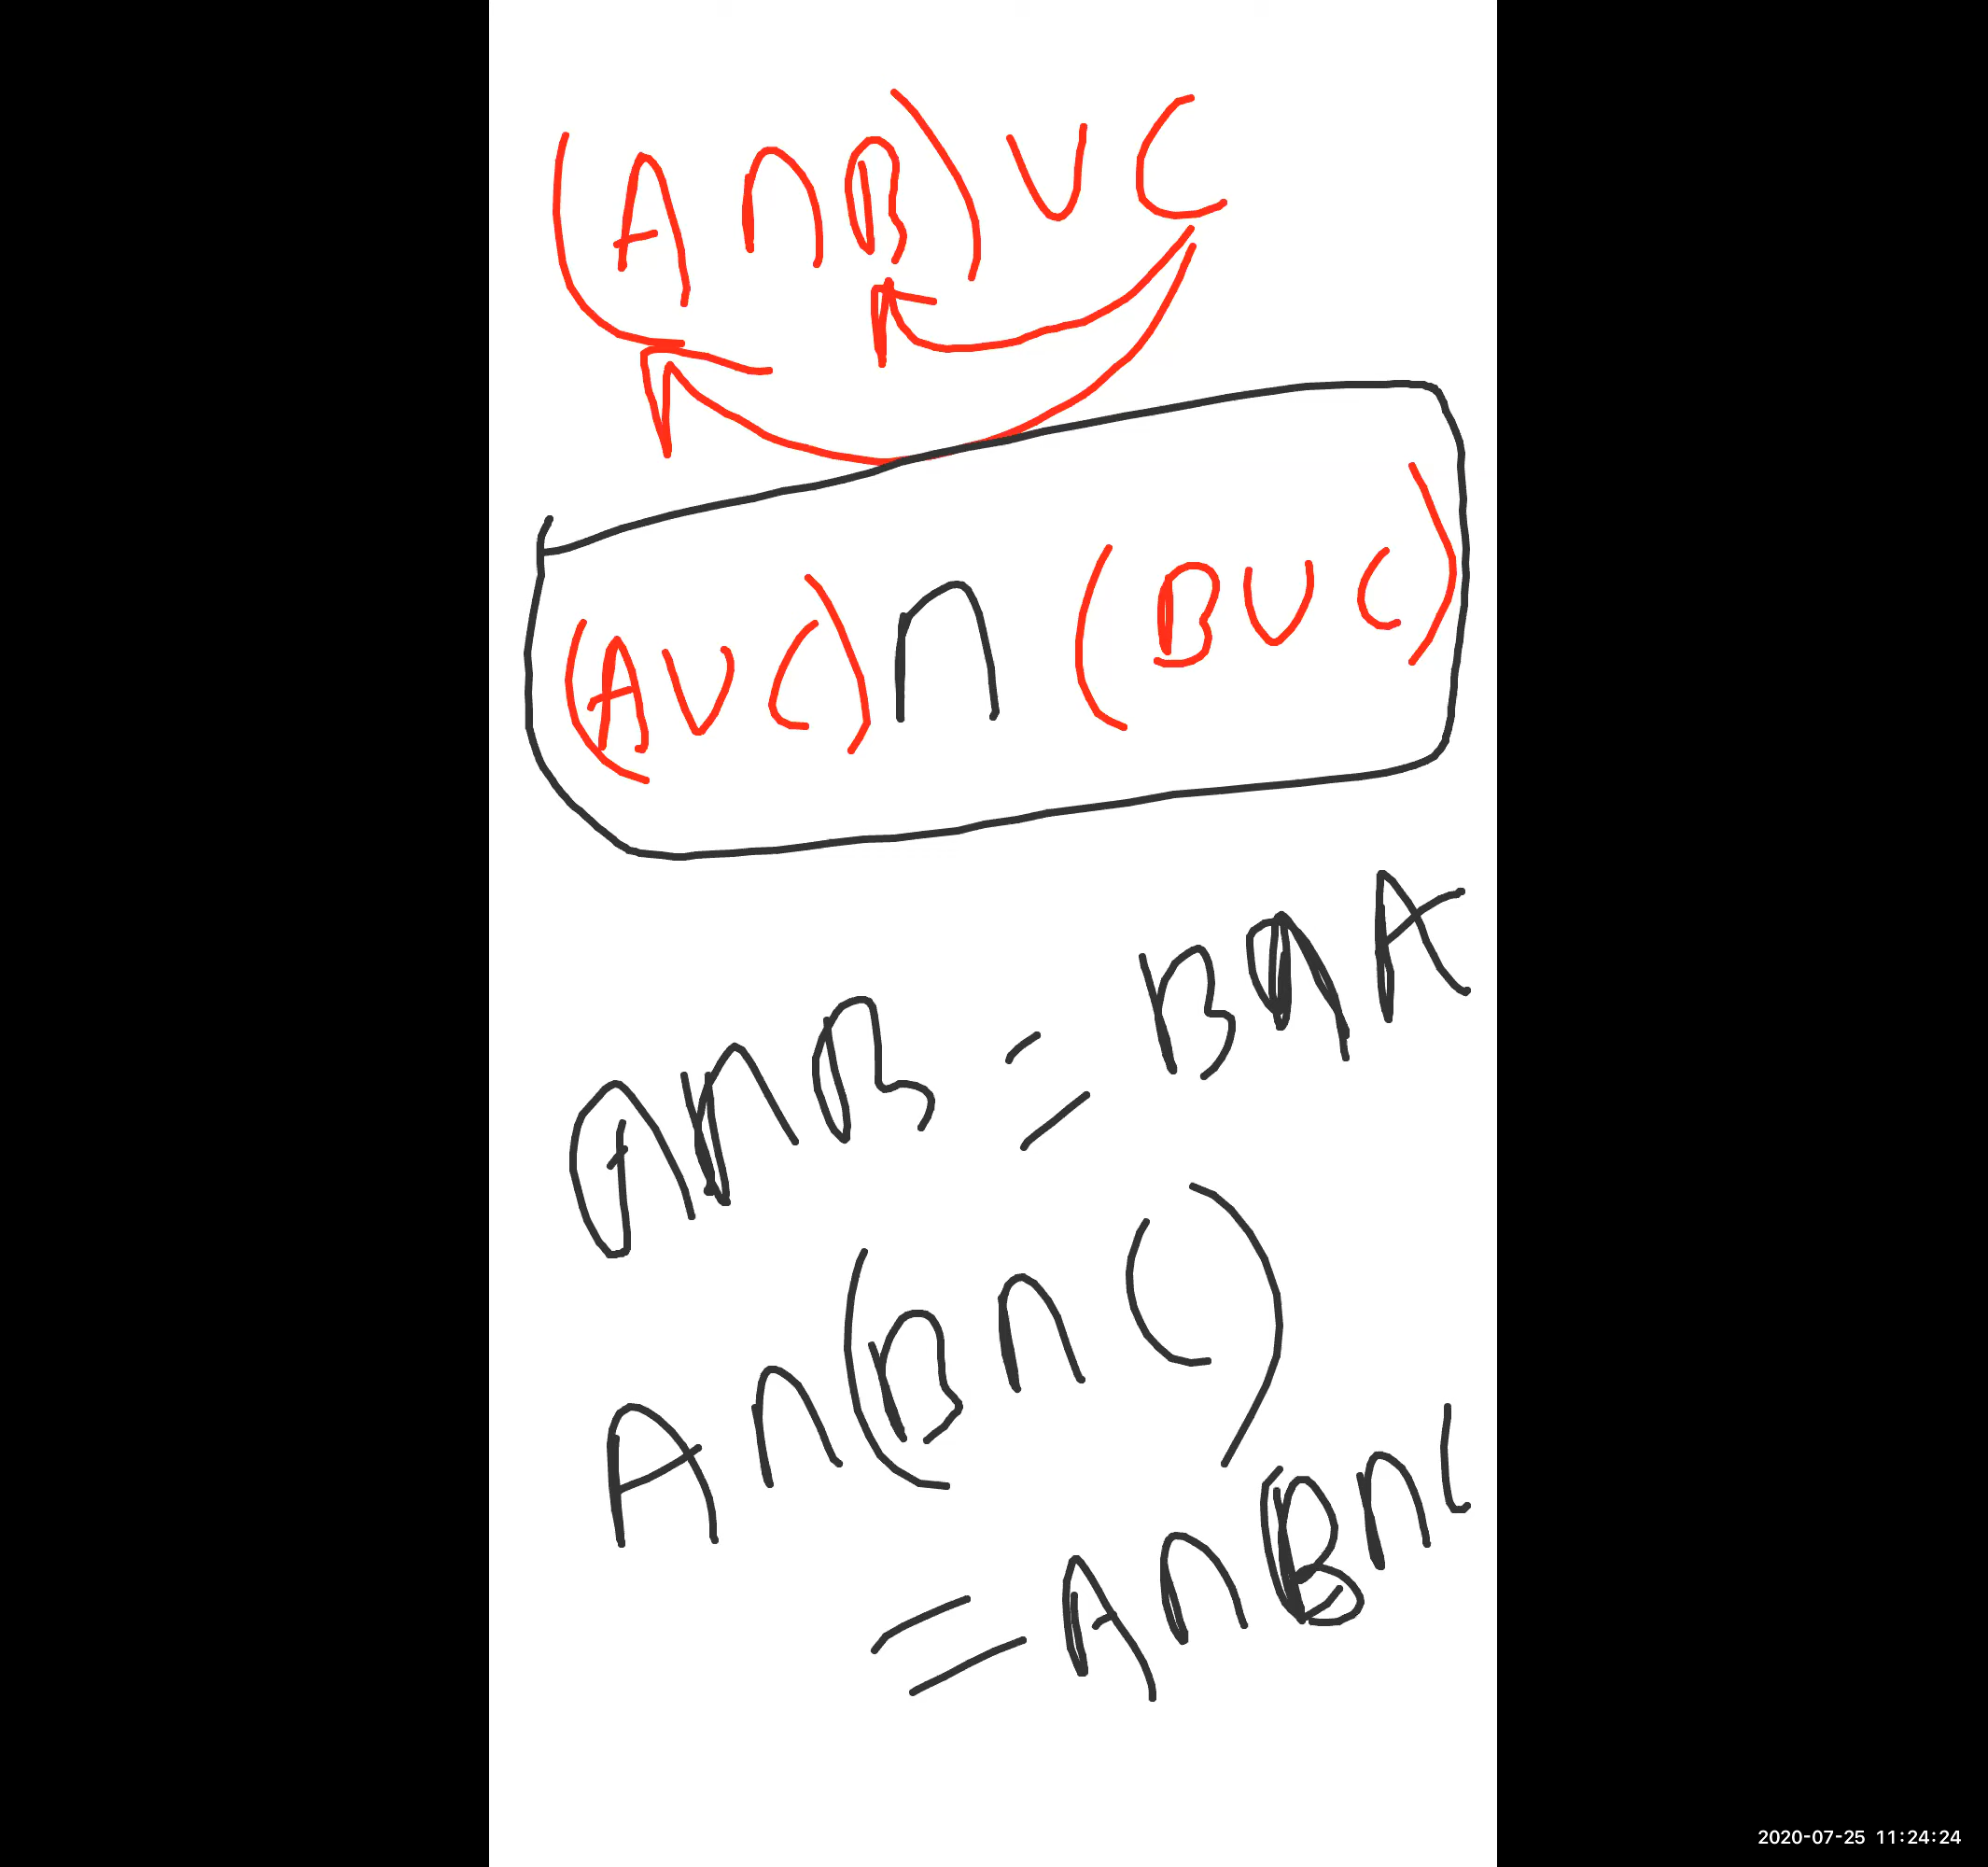 (A∩B)∪C
(A∪C)∩(B∪C)
A∩B = B∩A
A∩(B∩C)
= A∩B∩C
2020-07-25 11:24:24